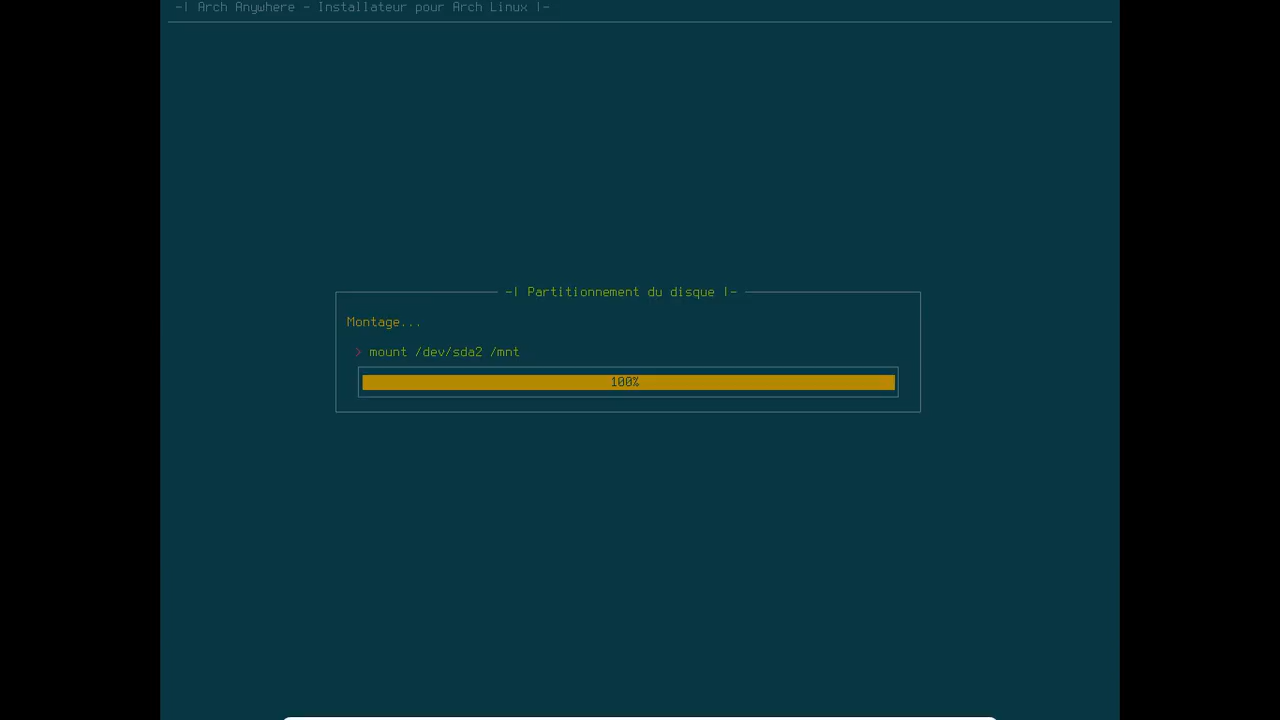 -| Arch Anywhere - Installateur pour Arch Linux |-
-| Partitionnement du disque |-
Montage...
> mount /dev/sda2 /mnt
100%